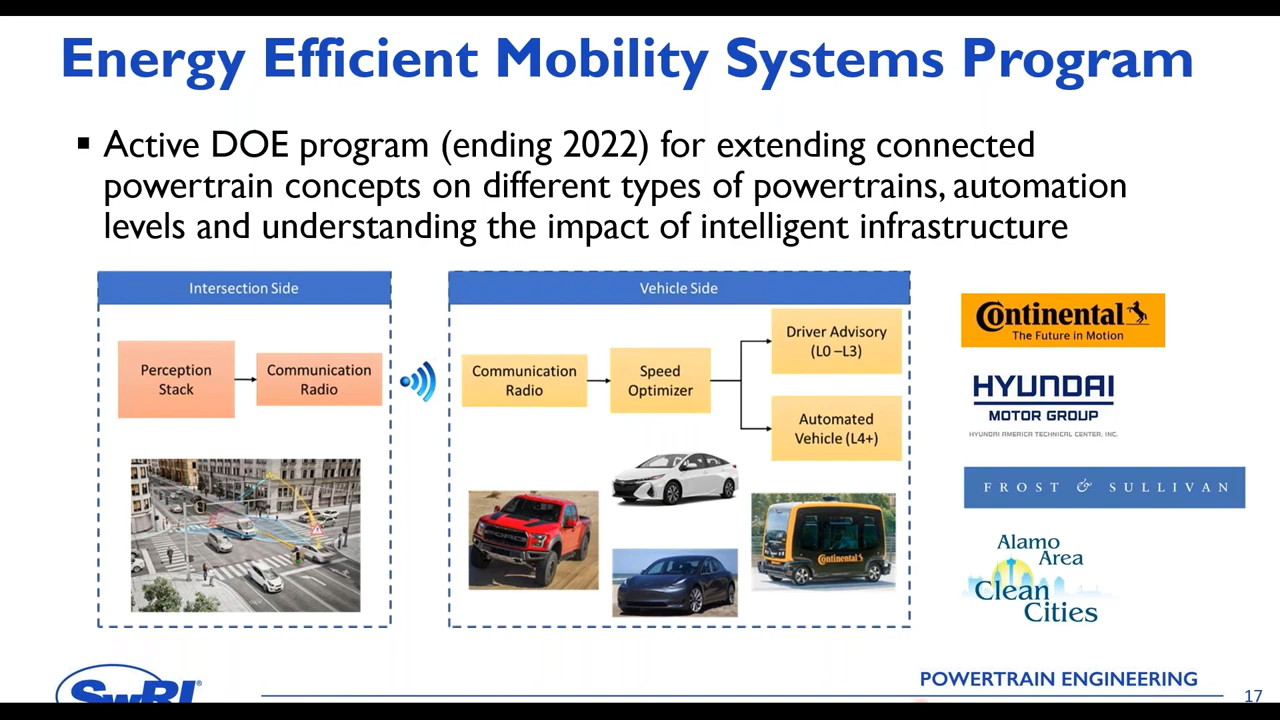 Energy Efficient Mobility Systems Program
▪ Active DOE program (ending 2022) for extending connected
powertrain concepts on different types of powertrains, automation
levels and understanding the impact of intelligent infrastructure
Intersection Side
Perception
Stack
Communication
Radio
Vehicle Side
Communication
Radio
Speed
Optimizer
Driver Advisory
(L0 –L3)
Automated
Vehicle (L4+)
FORD
Continental
Continental
The Future in Motion
HYUNDAI
MOTOR GROUP
HYUNDAI AMERICA TECHNICAL CENTER, INC.
FROST & SULLIVAN
Alamo
Area
Clean
Cities
SwRI®
POWERTRAIN ENGINEERING
17